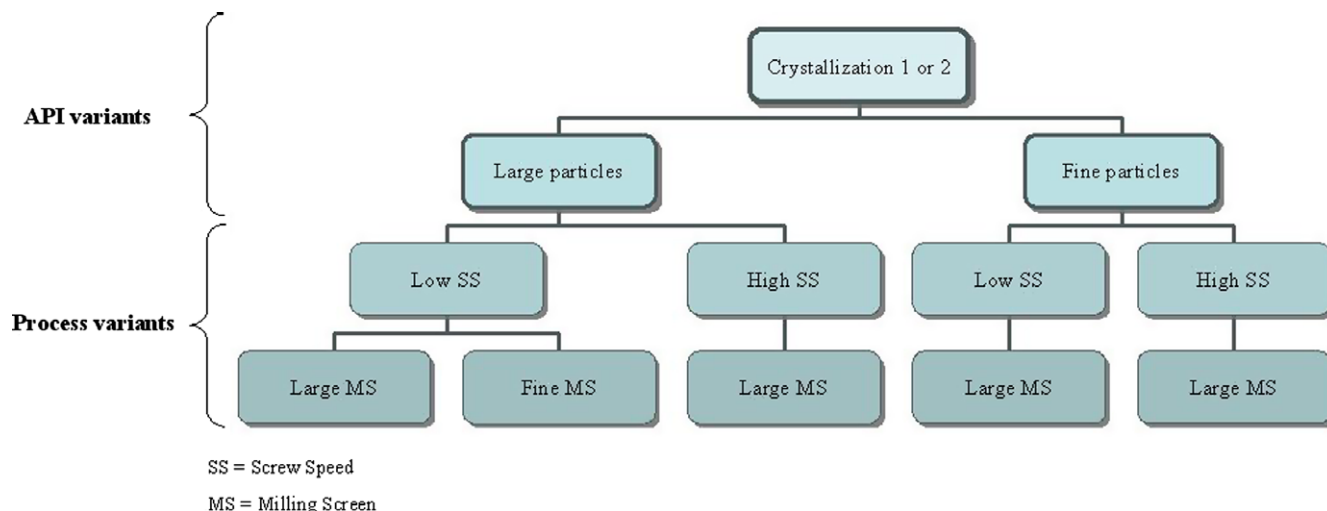 Crystallization 1 or 2
API variants
Large particles
Fine particles
Low SS
High SS
Low SS
High SS
Process variants
Large MS
Fine MS
Large MS
Large MS
Large MS
SS = Screw Speed
MS = Milling Screen